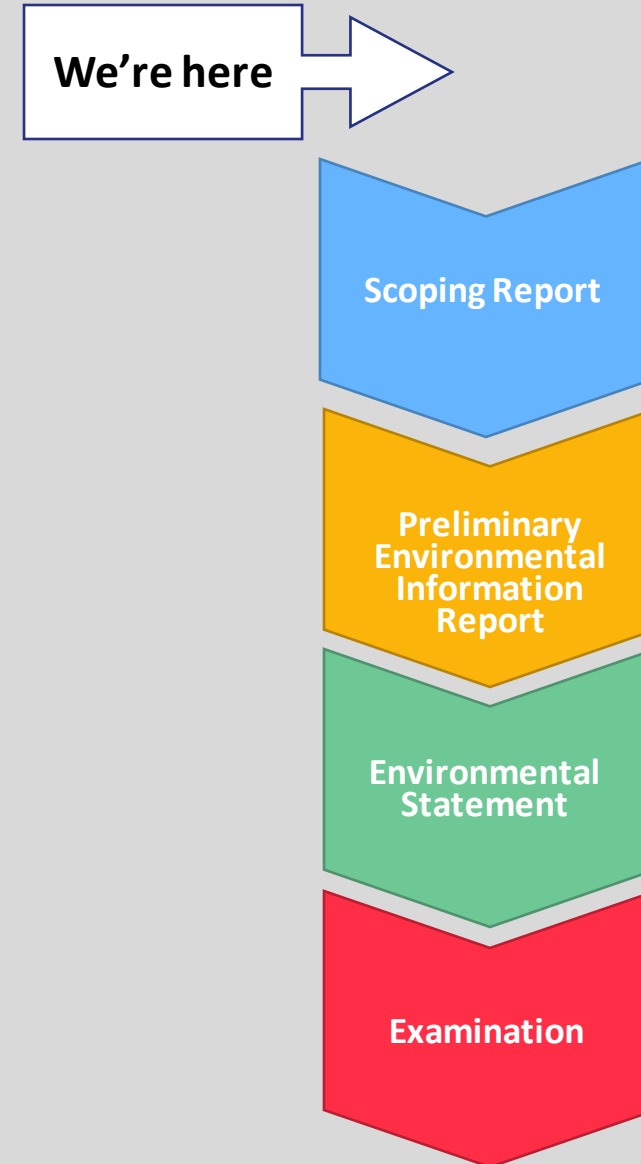 We're here
Scoping Report
Preliminary
Environmental
Information
Report
Environmental
Statement
Examination